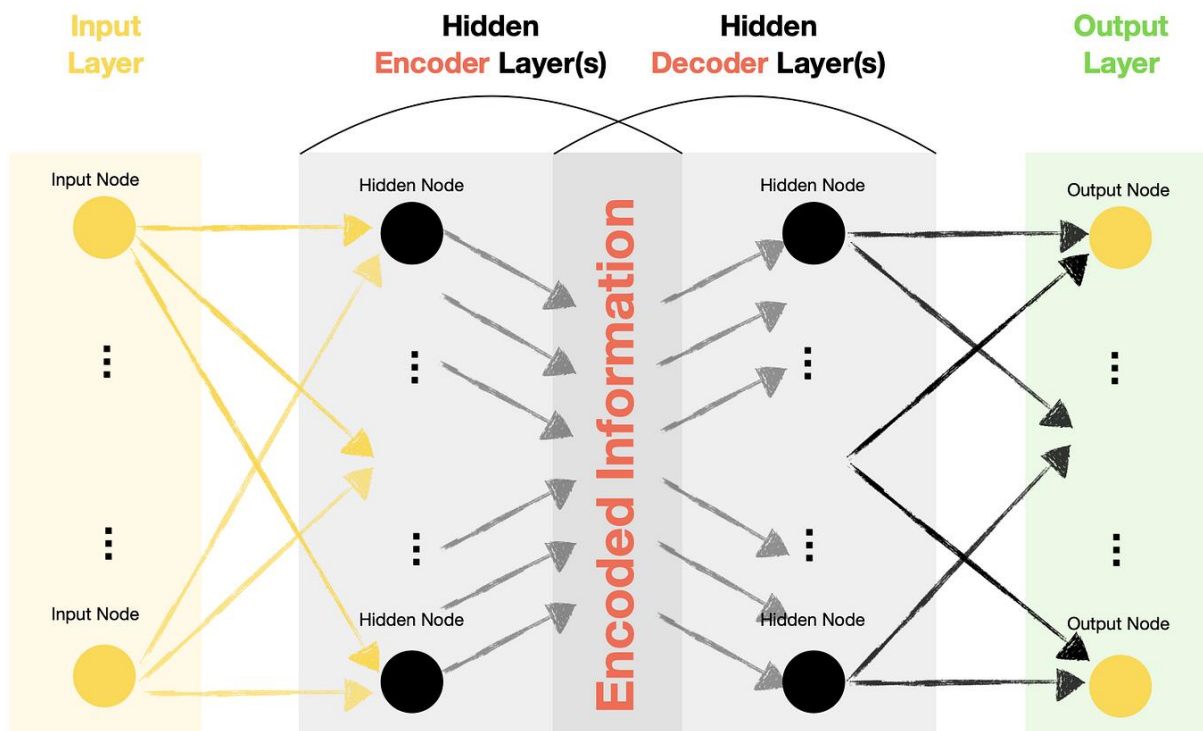 Input
Layer
Hidden
Encoder Layer(s)
Hidden
Decoder Layer(s)
Output
Layer
Input Node
Hidden Node
Hidden Node
Output Node
Encoded Information
Input Node
Hidden Node
Hidden Node
Output Node